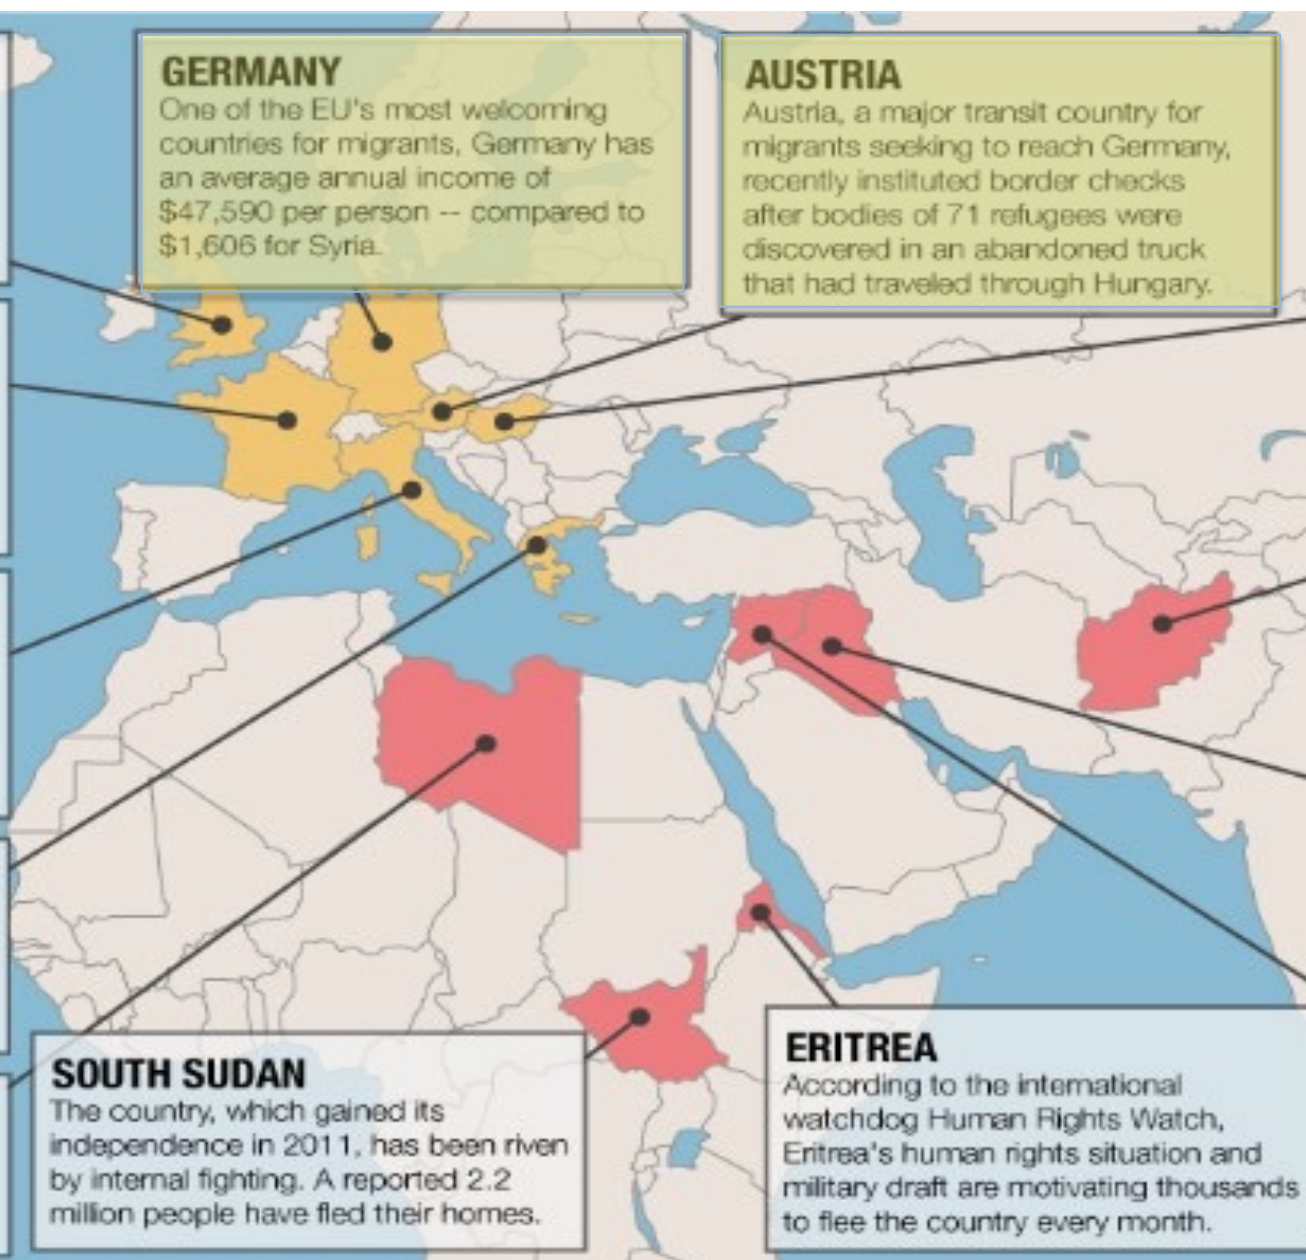 GERMANY
One of the EU's most welcoming
countries for migrants, Germany has
an average annual income of
$47,590 per person -- compared to
$1,606 for Syria.
AUSTRIA
Austria, a major transit country for
migrants seeking to reach Germany,
recently instituted border checks
after bodies of 71 refugees were
discovered in an abandoned truck
that had traveled through Hungary.
SOUTH SUDAN
The country, which gained its
independence in 2011, has been riven
by internal fighting. A reported 2.2
million people have fled their homes.
ERITREA
According to the international
watchdog Human Rights Watch,
Eritrea's human rights situation and
military draft are motivating thousands
to flee the country every month.